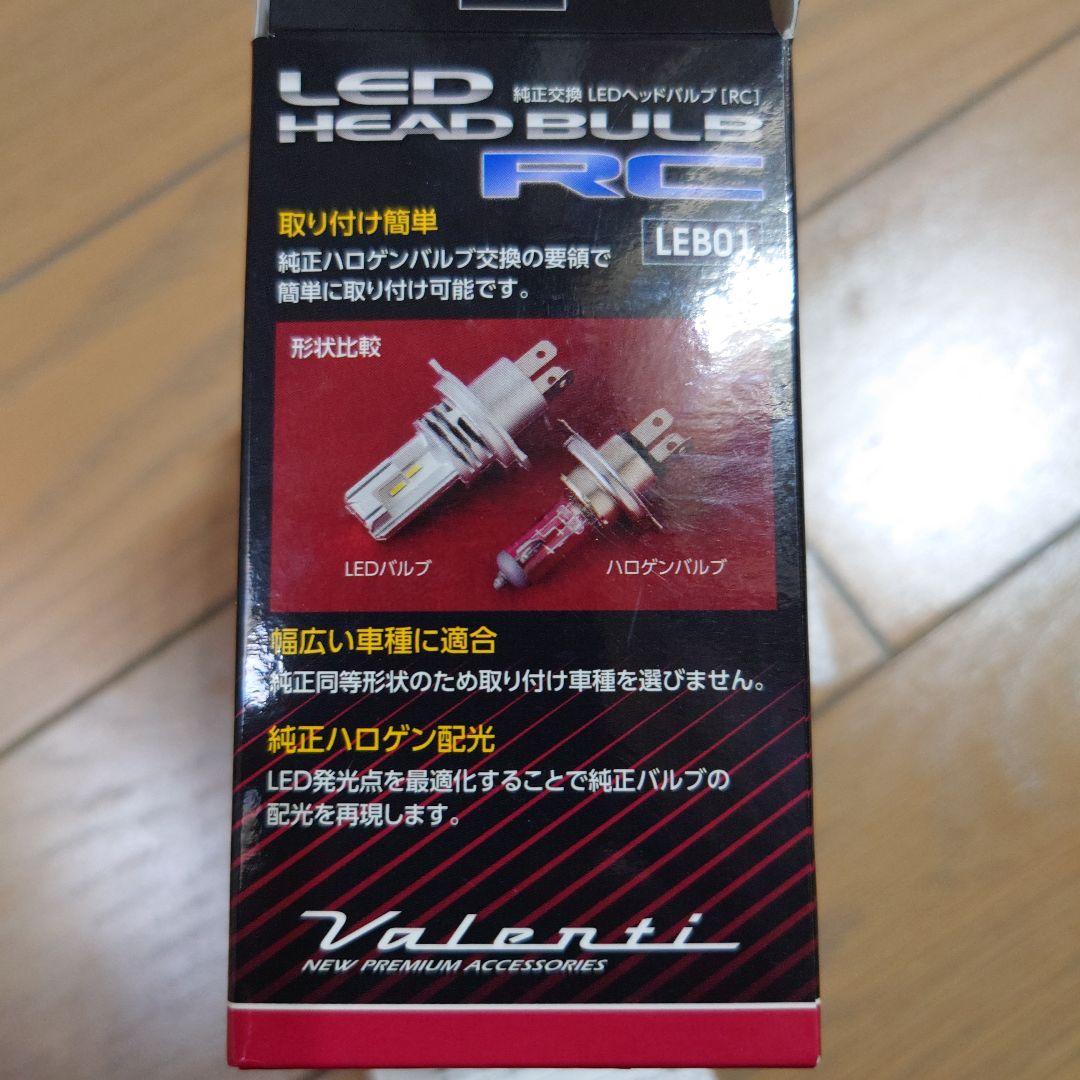 LED
純正交換 LEDヘッドバルブ [RC]
HEAD BULB
RC
取り付け簡単
LEB01
純正ハロゲンバルブ交換の要領で
簡単に取り付け可能です。
形状比較
LEDバルブ
ハロゲンバルブ
幅広い車種に適合
純正同等形状のため取り付け車種を選びません。
純正ハロゲン配光
LED発光点を最適化することで純正バルブの
配光を再現します。
Valenti
NEW PREMIUM ACCESSORIES